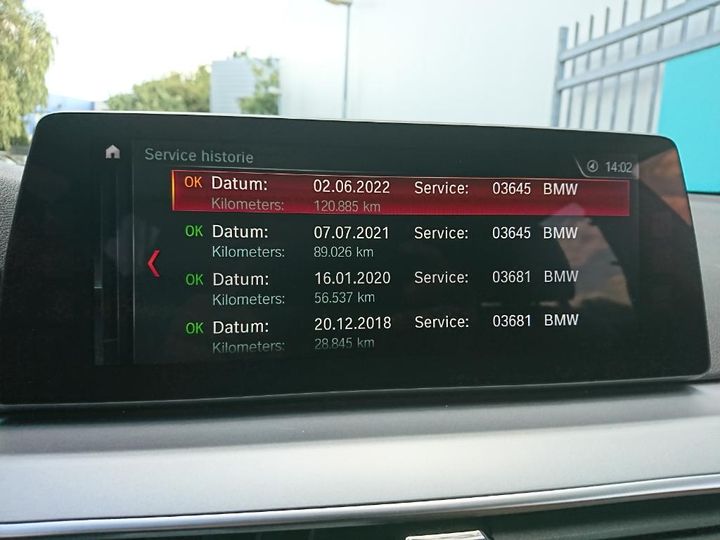 Service historie
14:02
OK Datum: 02.06.2022 Service: 03645 BMW
Kilometers: 120.885 km
OK Datum: 07.07.2021 Service: 03645 BMW
Kilometers: 89.026 km
OK Datum: 16.01.2020 Service: 03681 BMW
Kilometers: 56.537 km
OK Datum: 20.12.2018 Service: 03681 BMW
Kilometers: 28.845 km